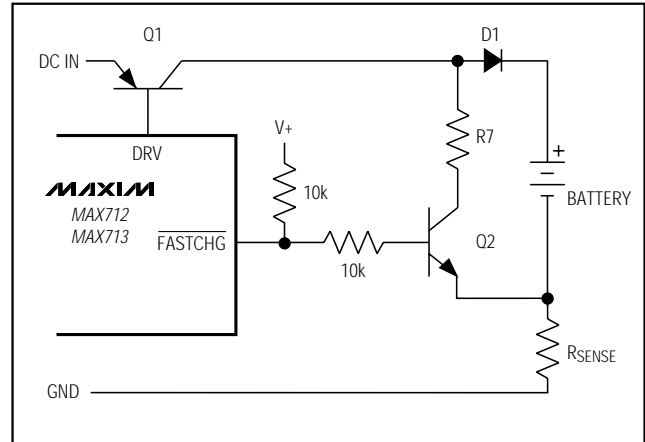 Q1
D1
DC IN
V+
R7
DRV
MAXIM
10k
+
BATTERY
MAX712
MAX713
FASTCHG
Q2
10k
RSENSE
GND